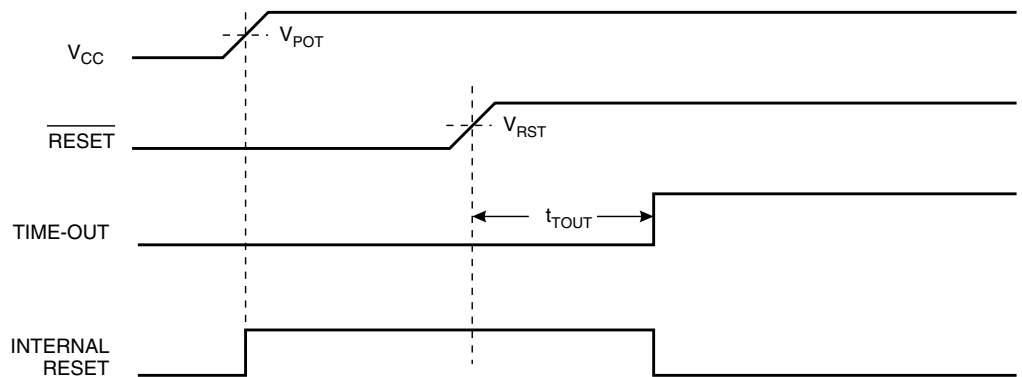 VCC
VPOT
RESET
VRST
TIME-OUT
tTOUT
INTERNAL
RESET